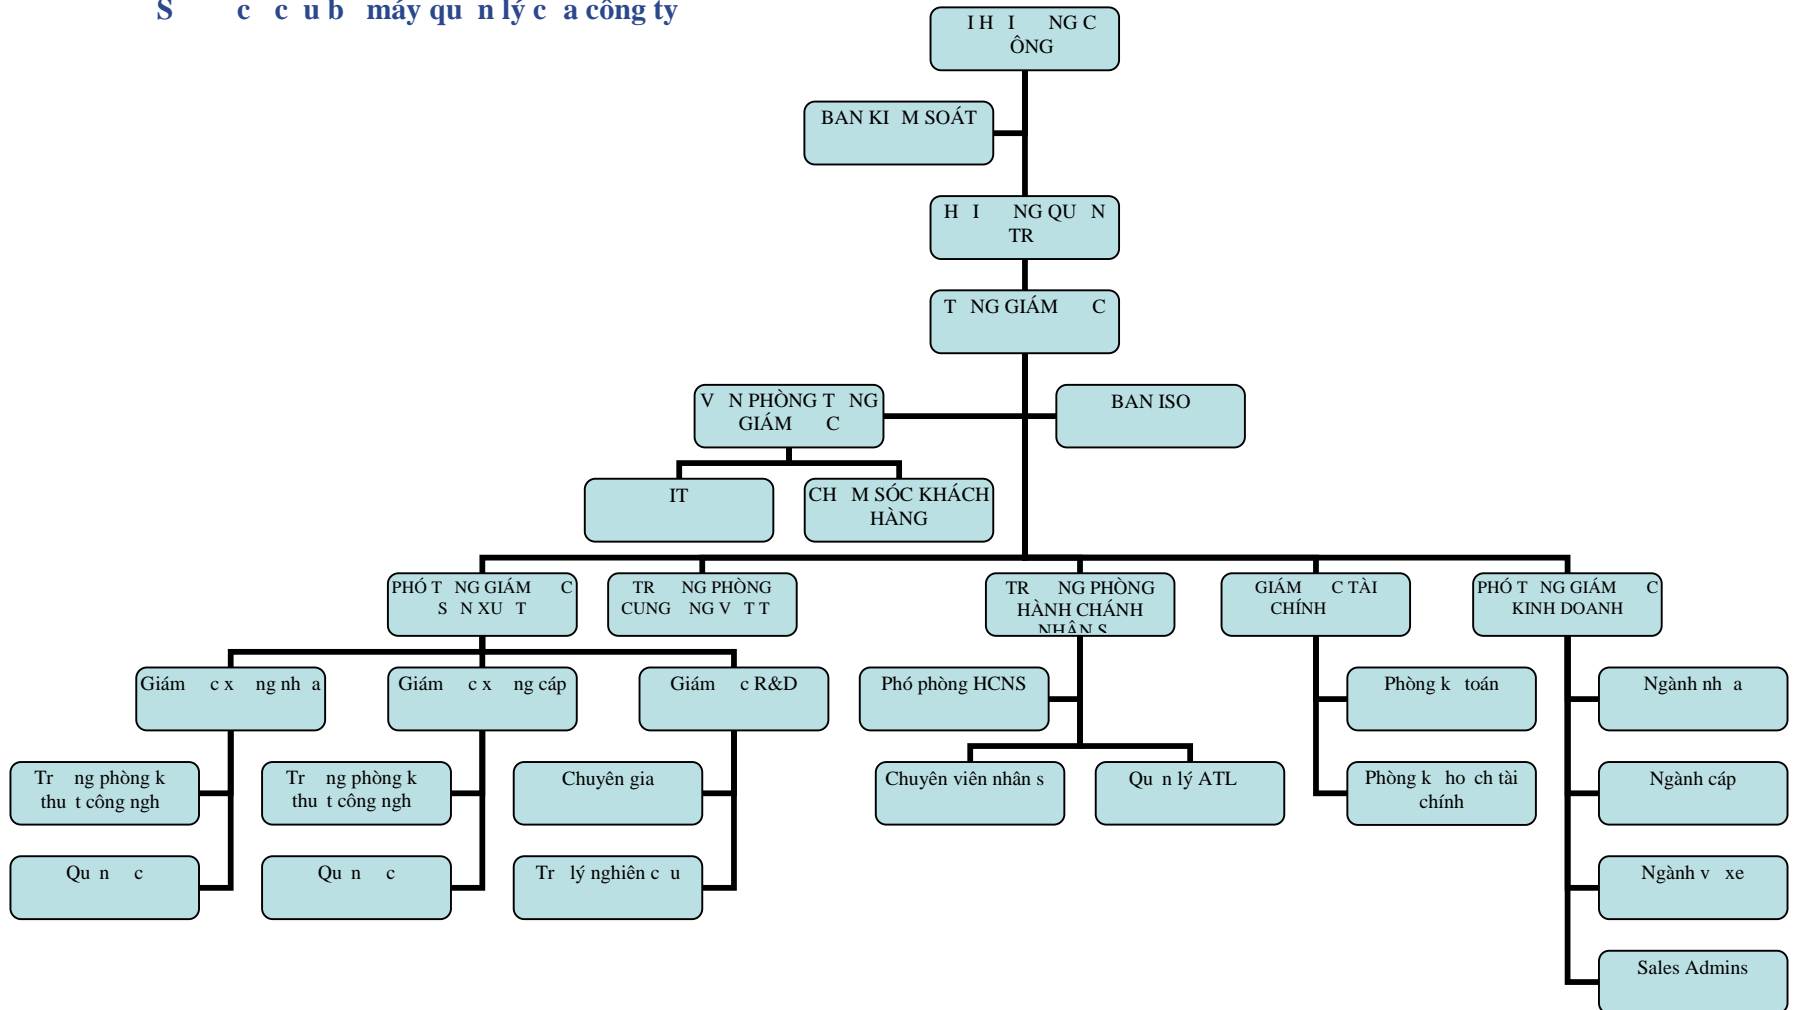 S c c u b máy qu n lý c a công ty
I H I NG C
ÔNG
BAN KI M SOÁT
H I NG QU N
TR
T NG GIÁM C
V N PHÒNG T NG
GIÁM C
BAN ISO
IT
CH M SÓC KHÁCH
HÀNG
PHÓ T NG GIÁM C
S N XU T
TR NG PHÒNG
CUNG NG V T T
TR NG PHÒNG
HÀNH CHÁNH
NHÂN S
GIÁM C TÀI
CHÍNH
PHÓ T NG GIÁM C
KINH DOANH
Giám c x ng nh a
Giám c x ng cáp
Giám c R&D
Phó phòng HCNS
Phòng k toán
Ngành nh a
Tr ng phòng k
thu t công ngh
Tr ng phòng k
thu t công ngh
Chuyên gia
Chuyên viên nhân s
Qu n lý ATL
Phòng k ho ch tài
chính
Ngành cáp
Qu n c
Qu n c
Tr lý nghiên c u
Ngành v xe
Sales Admins